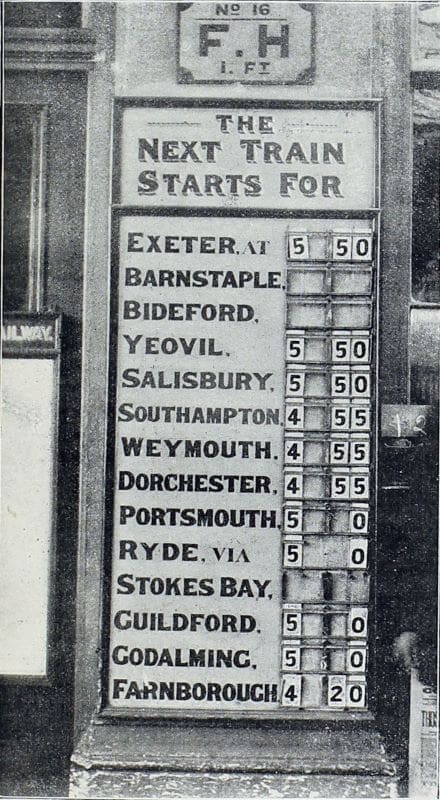 No 16
F.H
1. FT
THE
NEXT TRAIN
STARTS FOR
EXETER, AT 5 50
BARNSTAPLE,
BIDEFORD,
YEOVIL, 5 50
SALISBURY, 5 50
SOUTHAMPTON, 4 55
WEYMOUTH, 4 55
DORCHESTER, 4 55
PORTSMOUTH, 5 0
RYDE, VIA 5 0
STOKES BAY,
GUILDFORD, 5 0
GODALMING, 5 0
FARNBOROUGH 4 20